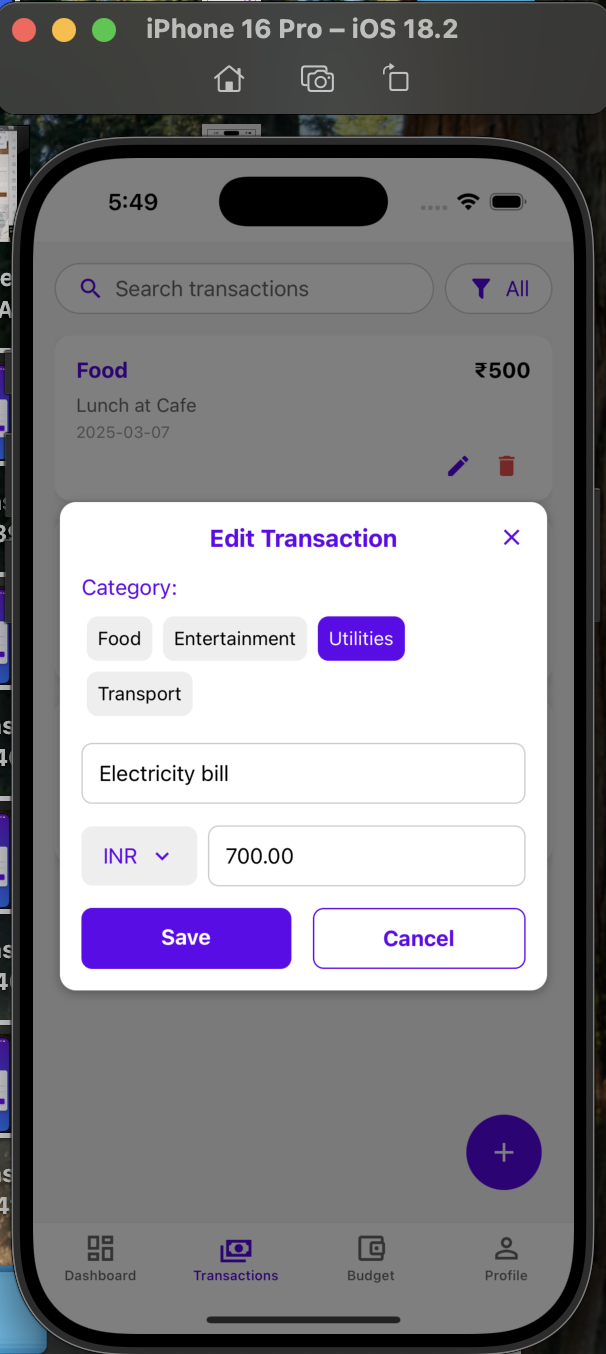 iPhone 16 Pro – iOS 18.2
5:49
Search transactions
All
Food
₹500
Lunch at Cafe
2025-03-07
Edit Transaction
Category:
Food Entertainment Utilities
Transport
Electricity bill
INR
700.00
Save
Cancel
+
Dashboard Transactions Budget Profile